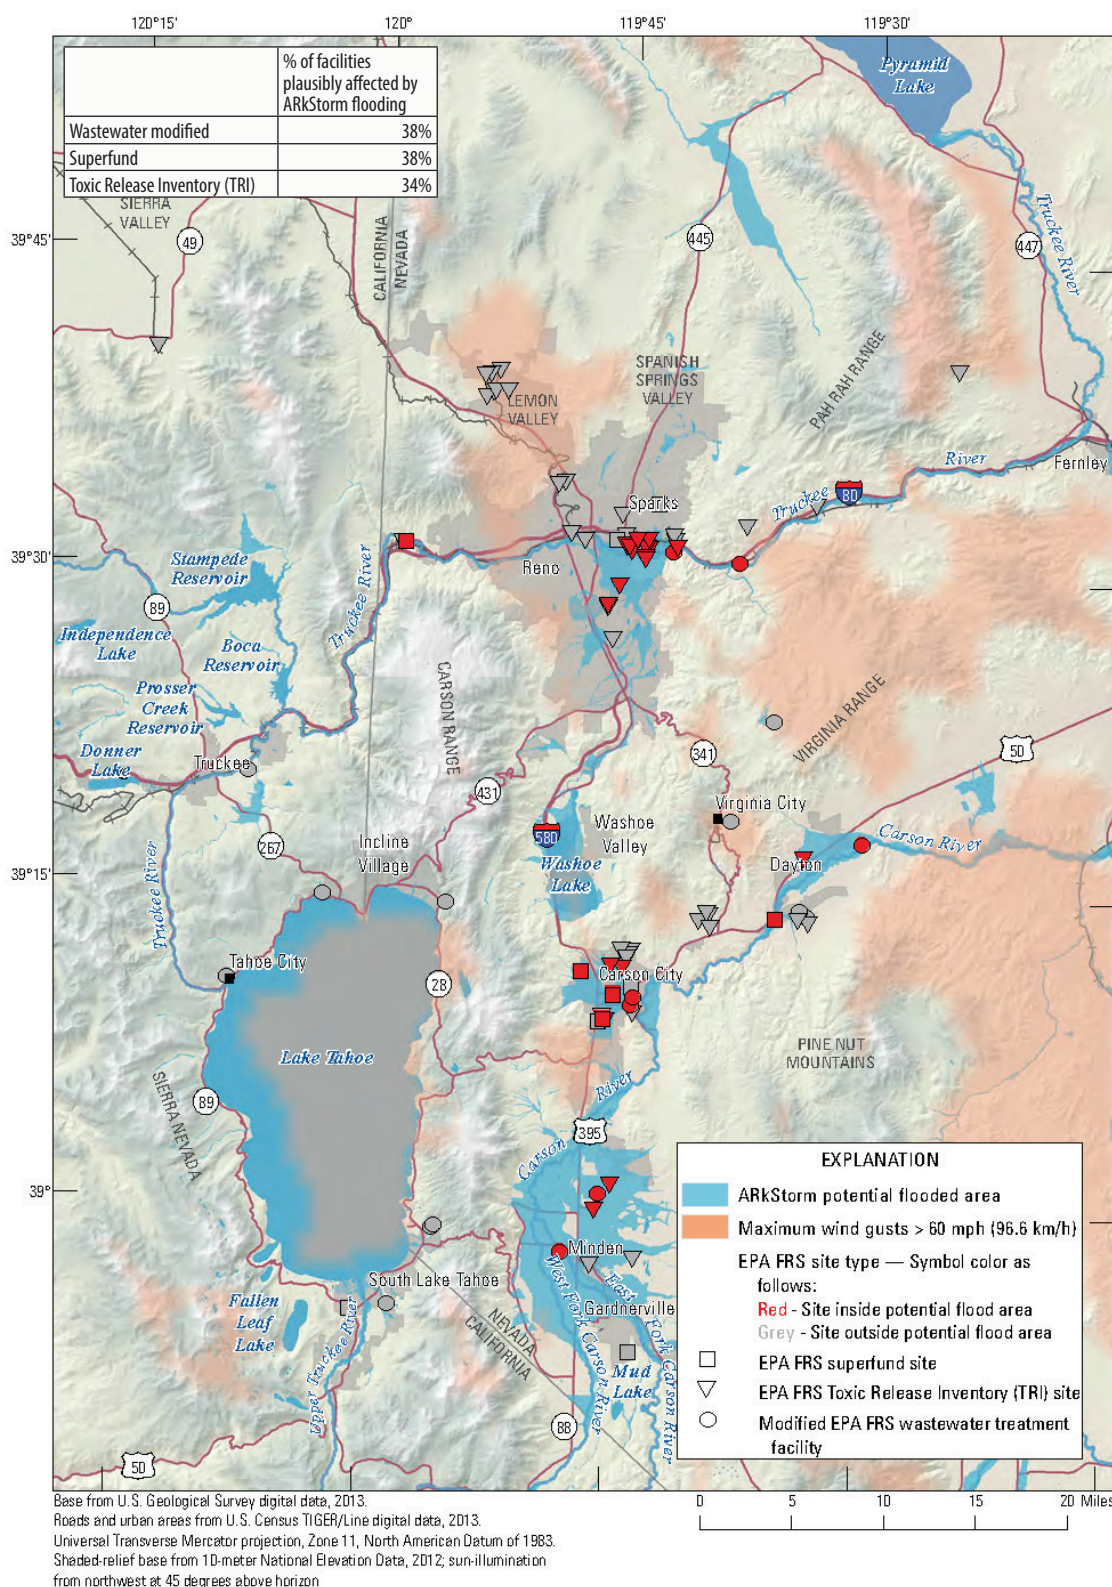 120°15'
120°
119°45'
119°30'
% of facilities
plausibly affected by
ARkStorm flooding
Wastewater modified 38%
Superfund 38%
Toxic Release Inventory (TRI) 34%
Pyramid
Lake
SIERRA
VALLEY
39°45'
49
CALIFORNIA
NEVADA
445
447
Truckee River
SPANISH
SPRINGS
VALLEY
PAH RAH RANGE
LEMON
VALLEY
Fernley
River
80
Truckee
Sparks
39°30'
Reno
Stampede
Reservoir
Truckee River
89
Independence
Lake
Boca
Reservoir
Prosser
Creek
Reservoir
CARSON RANGE
VIRGINIA RANGE
Donner
Lake
Truckee
341
50
431
Virginia City
580
Washoe
Valley
Carson River
267
Incline
Village
Washoe
Lake
Dayton
39°15'
Truckee River
Tahoe City
Carson City
28
Lake Tahoe
PINE NUT
MOUNTAINS
SIERRA NEVADA
89
River
395
Carson
39°
Minden
South Lake Tahoe
West Fork Carson River
East Fork Carson River
Gardnerville
Fallen
Leaf
Lake
NEVADA
CALIFORNIA
Upper Truckee River
Mud
Lake
88
50
EXPLANATION
ARkStorm potential flooded area
Maximum wind gusts > 60 mph (96.6 km/h)
EPA FRS site type — Symbol color as
follows:
Red - Site inside potential flood area
Grey - Site outside potential flood area
EPA FRS superfund site
EPA FRS Toxic Release Inventory (TRI) site
Modified EPA FRS wastewater treatment
facility
0 5 10 15 20 Miles
Base from U.S. Geological Survey digital data, 2013.
Roads and urban areas from U.S. Census TIGER/Line digital data, 2013.
Universal Transverse Mercator projection, Zone 11, North American Datum of 1983.
Shaded-relief base from 10-meter National Elevation Data, 2012; sun-illumination
from northwest at 45 degrees above horizon